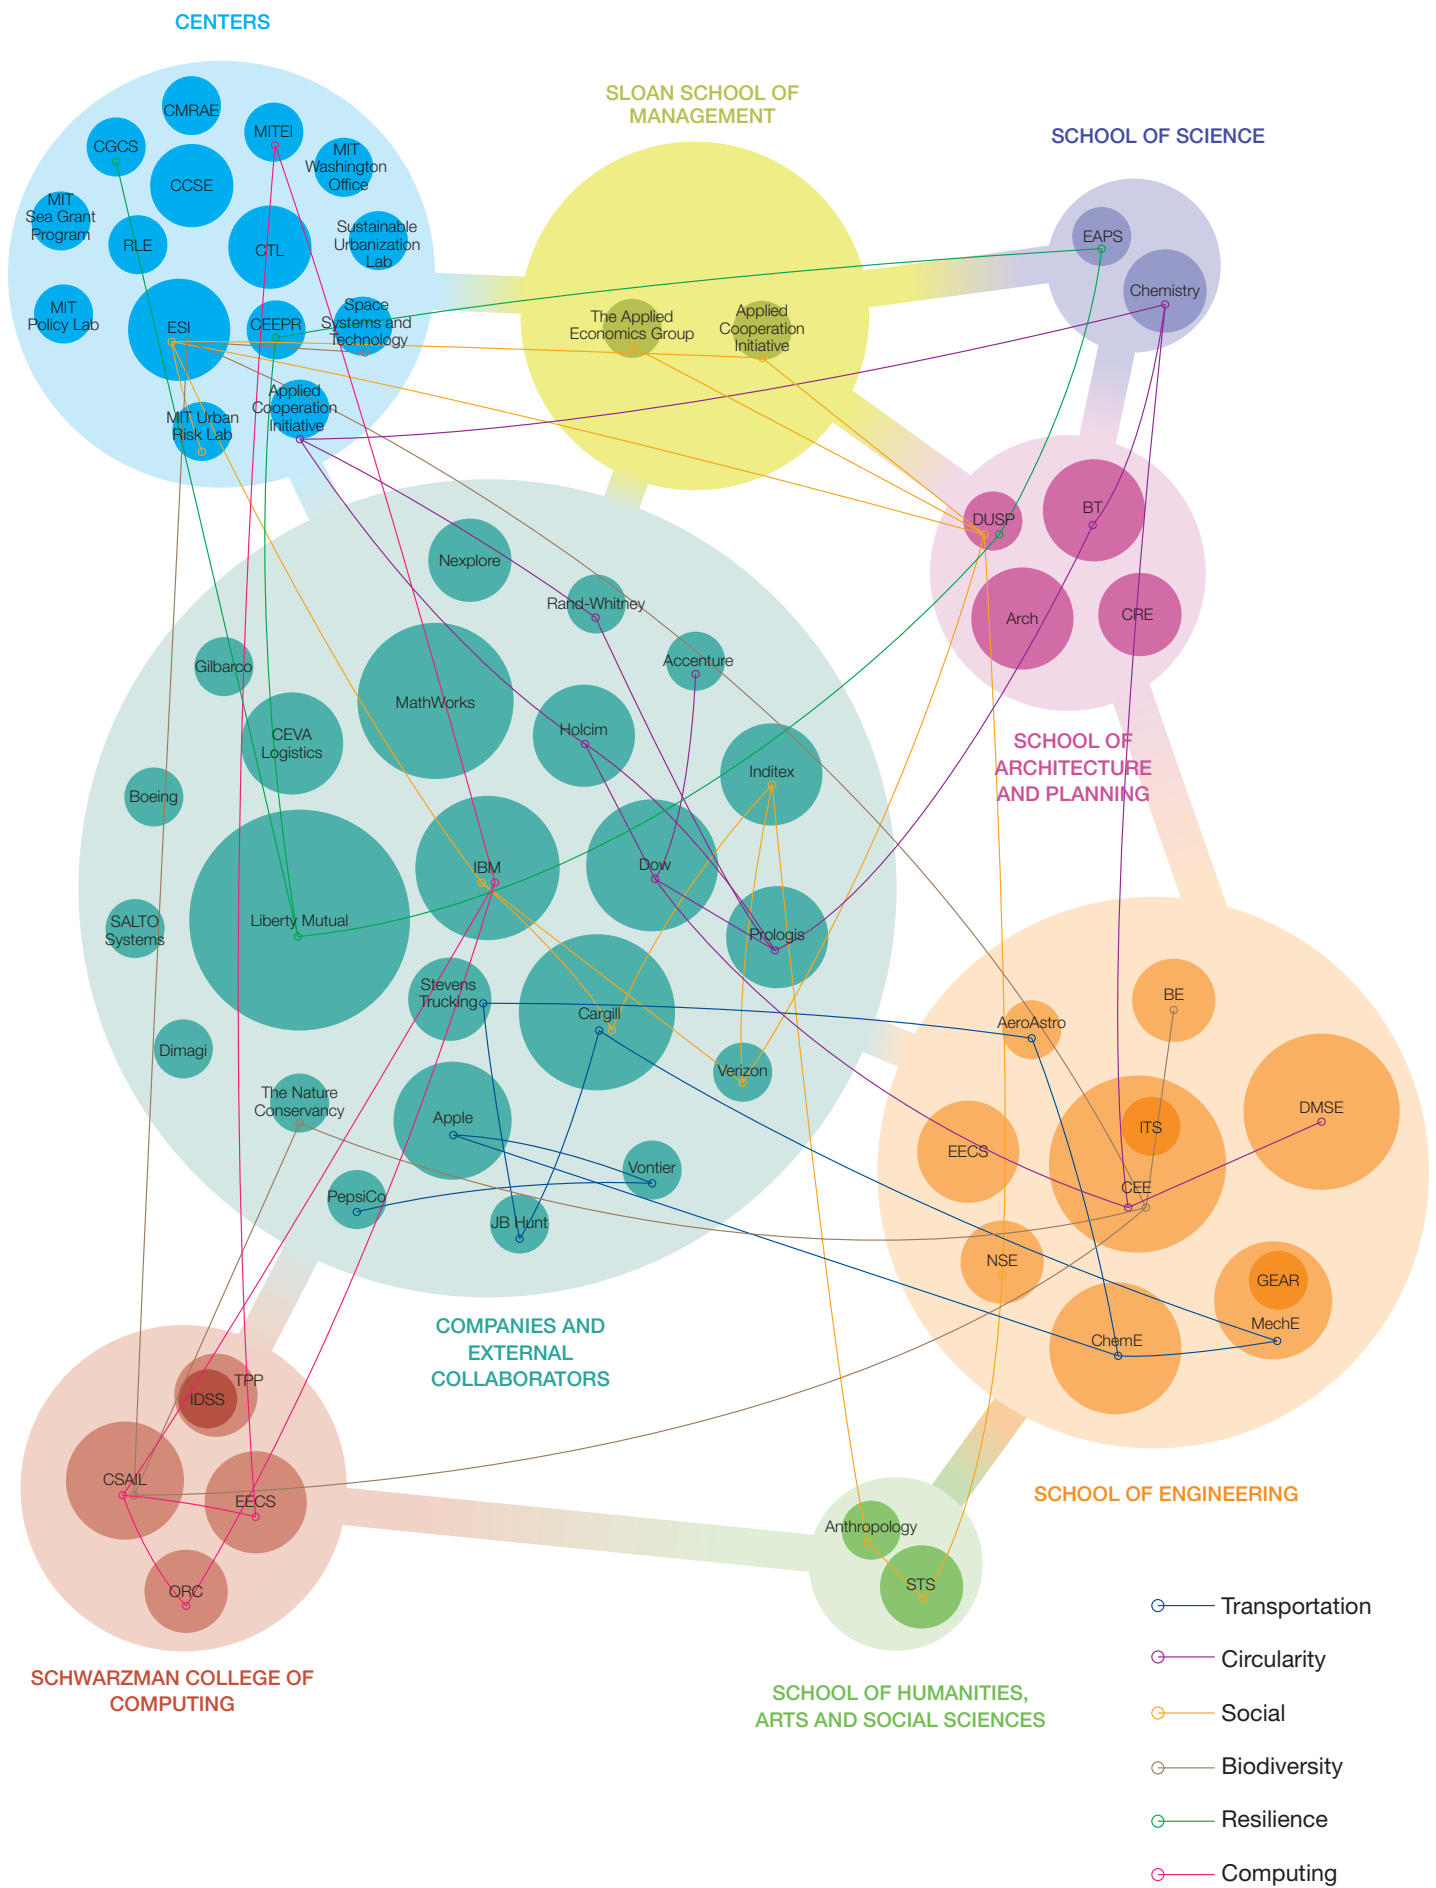 CENTERS
CMRAE
MITEI
CGCS
MIT
Washington
Office
CCSE
MIT
Sea Grant
Program
RLE
CTL
Sustainable
Urbanization
Lab
MIT
Policy Lab
ESI
CEEPR
Space
Systems and
Technology
Applied
Cooperation
Initiative
MIT Urban
Risk Lab
SLOAN SCHOOL OF
MANAGEMENT
The Applied
Economics Group
Applied
Cooperation
Initiative
SCHOOL OF SCIENCE
EAPS
Chemistry
DUSP
BT
Arch
CRE
SCHOOL OF
ARCHITECTURE
AND PLANNING
Nexplore
Rand-Whitney
Gilbarco
Accenture
MathWorks
CEVA
Logistics
Holcim
Inditex
Boeing
IBM
Dow
Liberty Mutual
SALTO
Systems
Prologis
Stevens
Trucking
Cargill
Dimagi
Verizon
The Nature
Conservancy
Apple
Vontier
PepsiCo
JB Hunt
COMPANIES AND
EXTERNAL
COLLABORATORS
BE
AeroAstro
DMSE
ITS
EECS
CEE
NSE
GEAR
MechE
ChemE
SCHOOL OF ENGINEERING
TPP
IDSS
CSAIL
EECS
ORC
SCHWARZMAN COLLEGE OF
COMPUTING
Anthropology
STS
SCHOOL OF HUMANITIES,
ARTS AND SOCIAL SCIENCES
Transportation
Circularity
Social
Biodiversity
Resilience
Computing